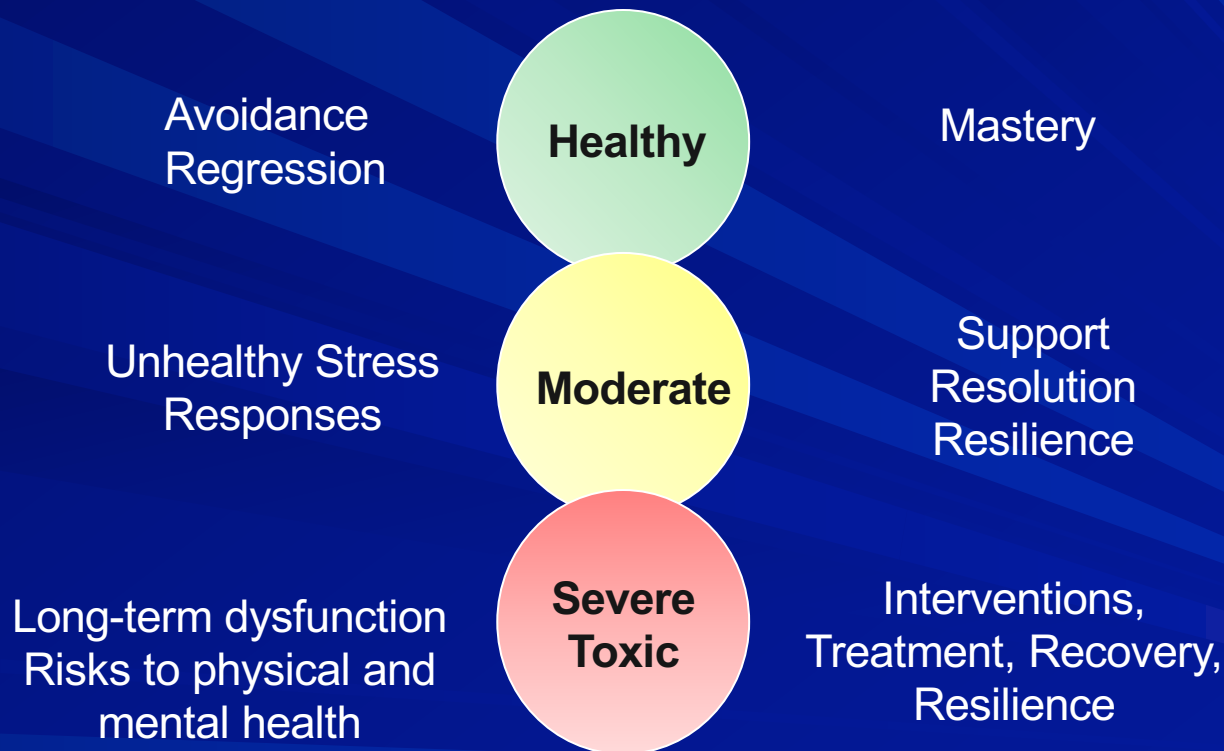 Avoidance
Regression
Healthy
Mastery
Unhealthy Stress
Responses
Moderate
Support
Resolution
Resilience
Long-term dysfunction
Risks to physical and
mental health
Severe
Toxic
Interventions,
Treatment, Recovery,
Resilience